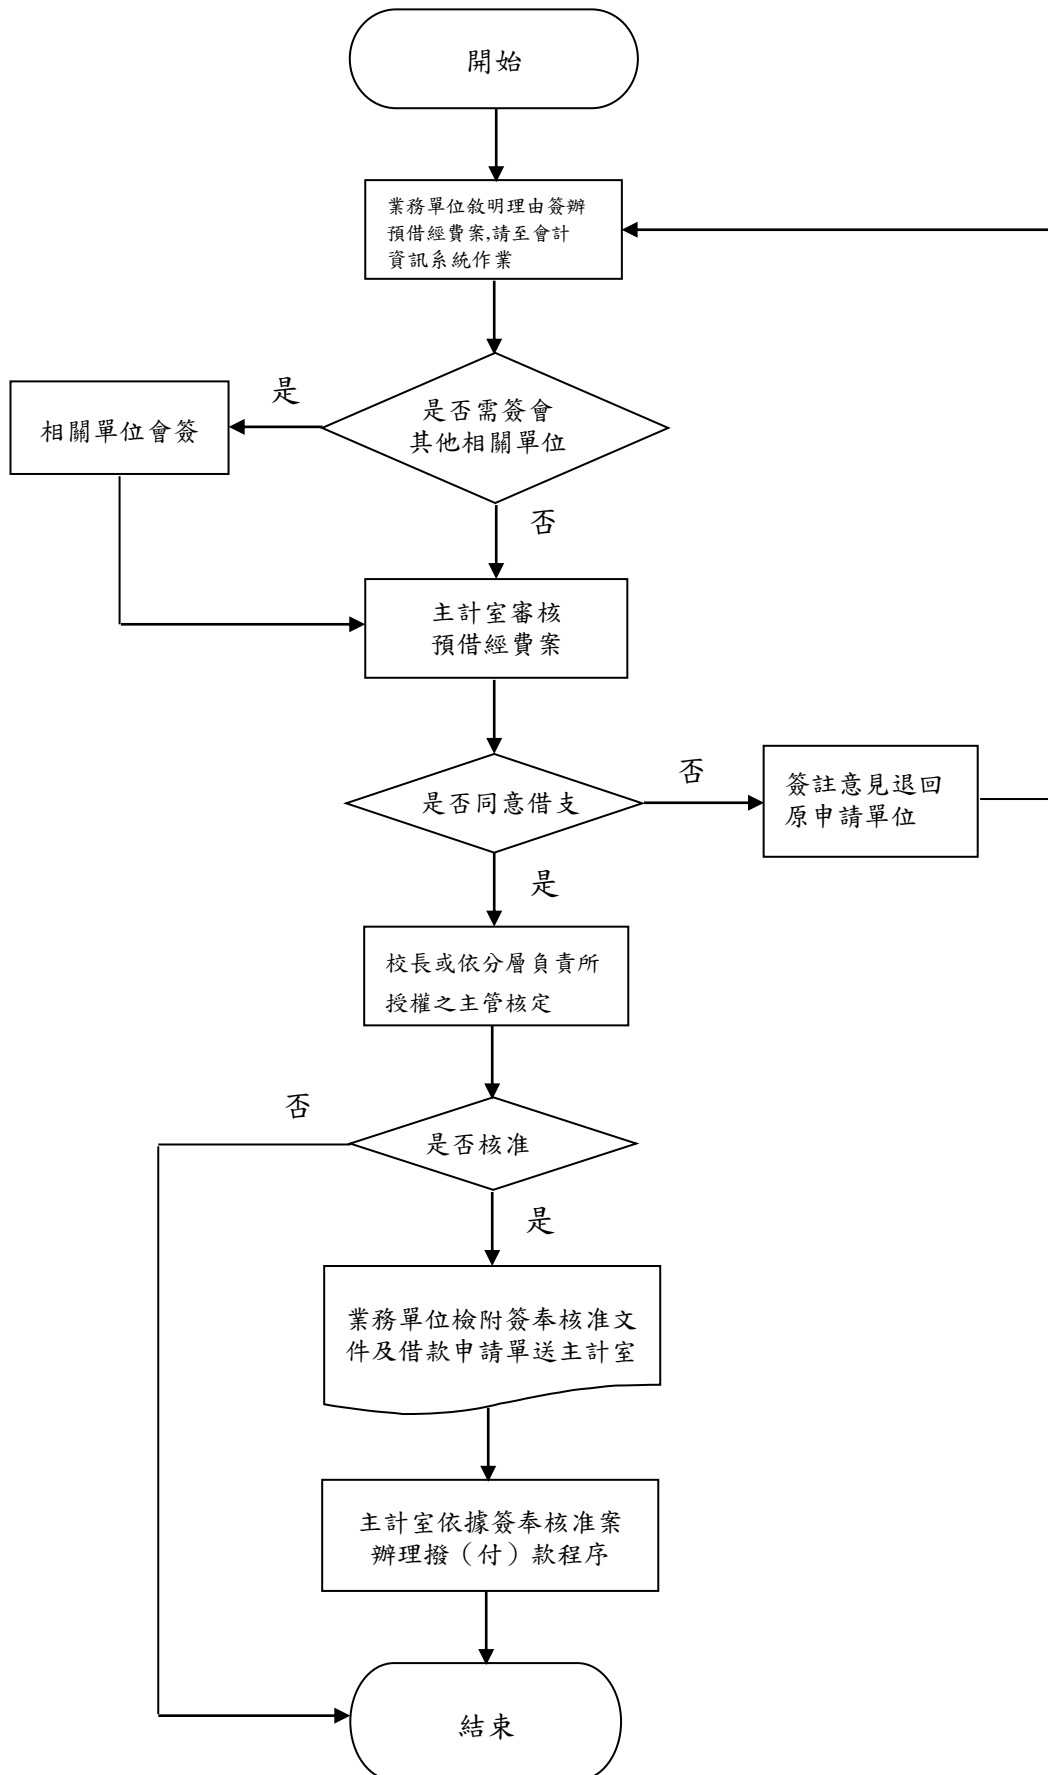 開始
業務單位敘明理由簽辦
預借經費案,請至會計
資訊系統作業
是
是否需簽會
其他相關單位
相關單位會簽
否
主計室審核
預借經費案
是否同意借支
否
簽註意見退回
原申請單位
是
校長或依分層負責所
授權之主管核定
否
是否核准
是
業務單位檢附簽奉核准文
件及借款申請單送主計室
主計室依據簽奉核准案
辦理撥（付）款程序
結束